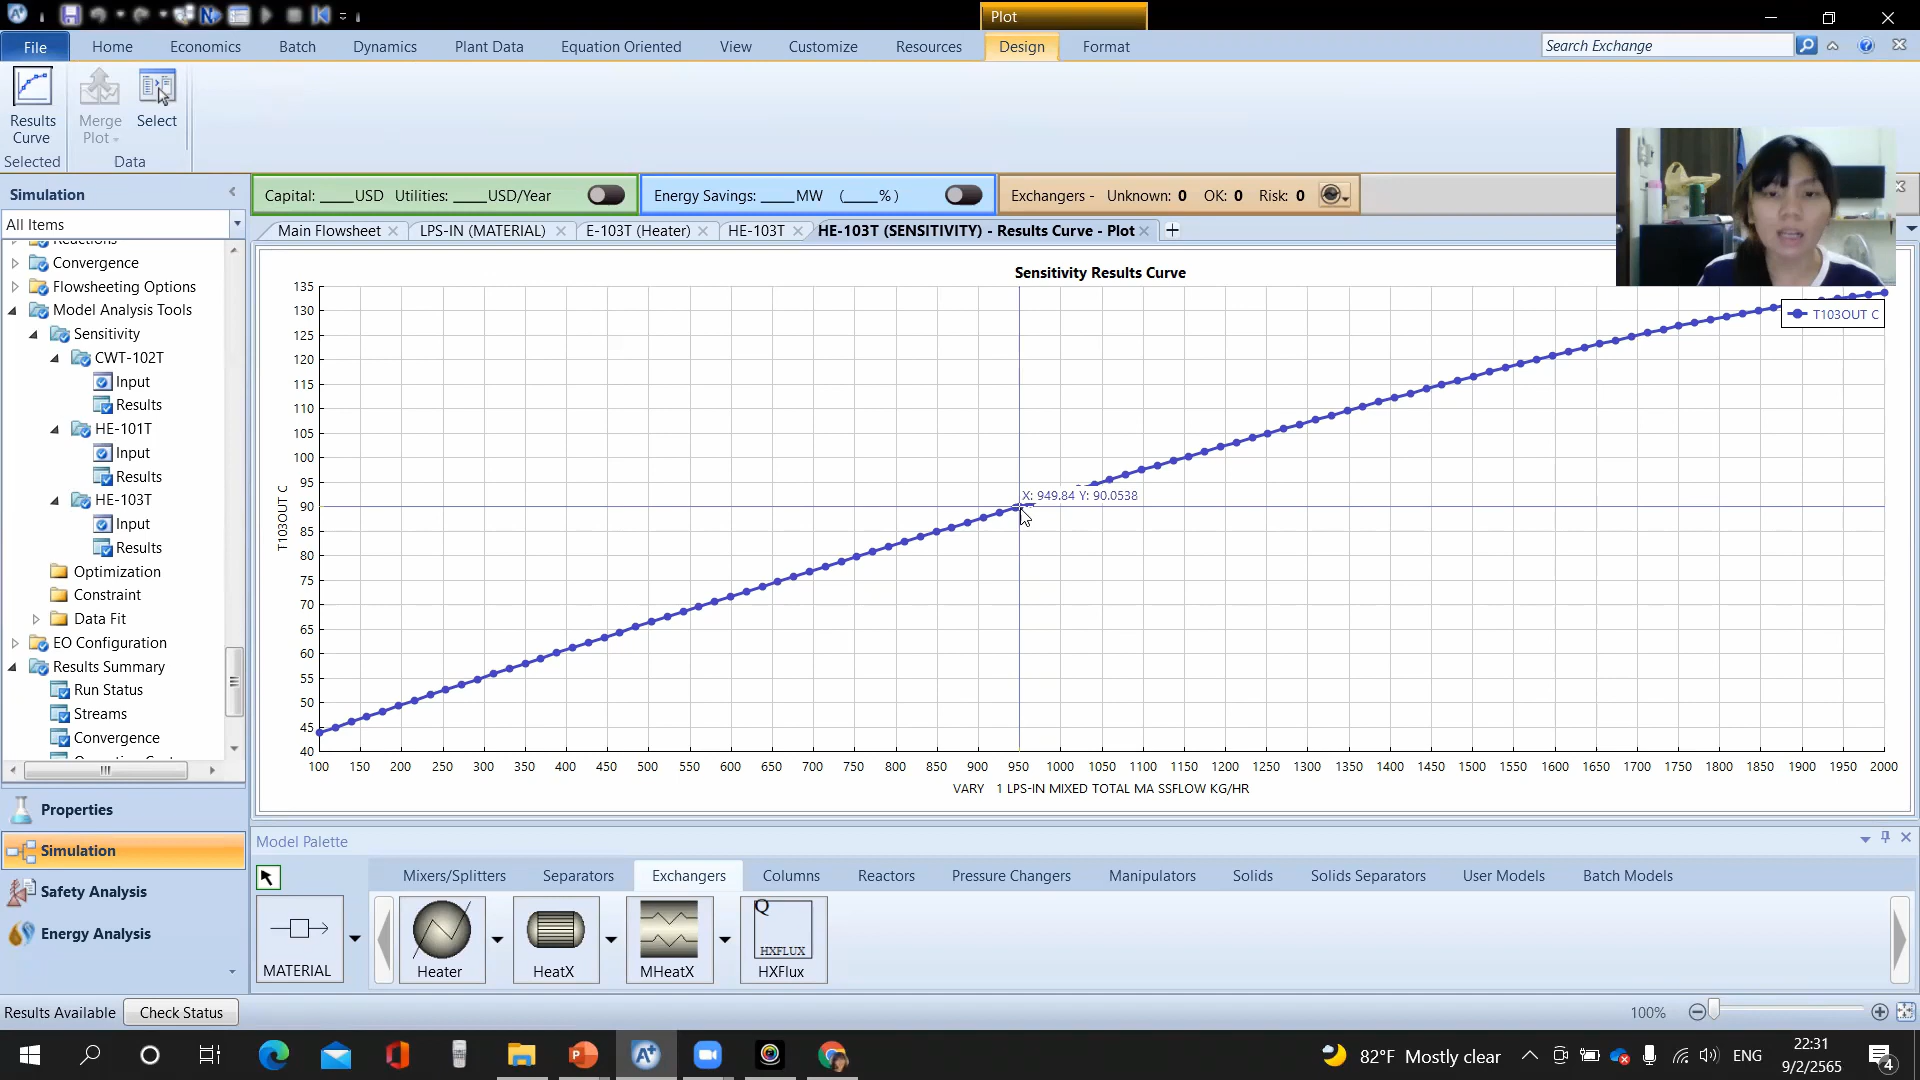 Plot
File
Home
Economics
Batch
Dynamics
Plant Data
Equation Oriented
View
Customize
Resources
Design
Format
Search Exchange
Results
Curve
Merge
Plot
Select
Selected
Data
Simulation
All Items
Reactions
Convergence
Flowsheeting Options
Model Analysis Tools
Sensitivity
CWT-102T
Input
Results
HE-101T
Input
Results
HE-103T
Input
Results
Optimization
Constraint
Data Fit
EO Configuration
Results Summary
Run Status
Streams
Convergence
Properties
Simulation
Safety Analysis
Energy Analysis
Capital: ____USD Utilities: ____USD/Year
Energy Savings: ____MW (____%)
Exchangers - Unknown: 0 OK: 0 Risk: 0
Main Flowsheet
LPS-IN (MATERIAL)
E-103T (Heater)
HE-103T
HE-103T (SENSITIVITY) - Results Curve - Plot
Sensitivity Results Curve
T103OUT C
T103OUT C
135
130
125
120
115
110
105
100
95
90
85
80
75
70
65
60
55
50
45
40
X: 949.84 Y: 90.0538
100 150 200 250 300 350 400 450 500 550 600 650 700 750 800 850 900 950 1000 1050 1100 1150 1200 1250 1300 1350 1400 1450 1500 1550 1600 1650 1700 1750 1800 1850 1900 1950 2000
VARY 1 LPS-IN MIXED TOTAL MA SSFLOW KG/HR
Model Palette
Mixers/Splitters
Separators
Exchangers
Columns
Reactors
Pressure Changers
Manipulators
Solids
Solids Separators
User Models
Batch Models
MATERIAL
Heater
HeatX
MHeatX
Q
HXFLUX
HXFlux
Results Available
Check Status
100%
82°F Mostly clear
ENG
22:31
9/2/2565
4